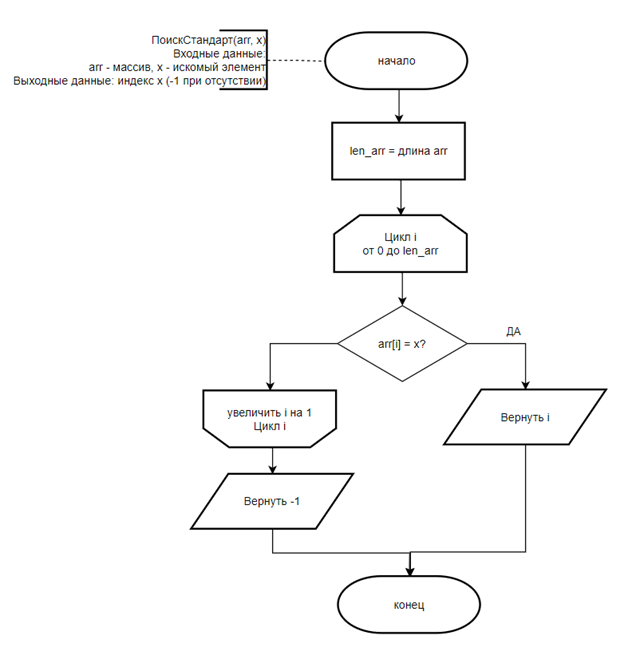 ПоискСтандарт(arr, x)
Входные данные:
arr - массив, x - искомый элемент
Выходные данные: индекс x (-1 при отсутствии)
начало
len_arr = длина arr
Цикл i
от 0 до len_arr
arr[i] = x?
ДА
увеличить i на 1
Цикл i
Вернуть i
Вернуть -1
конец